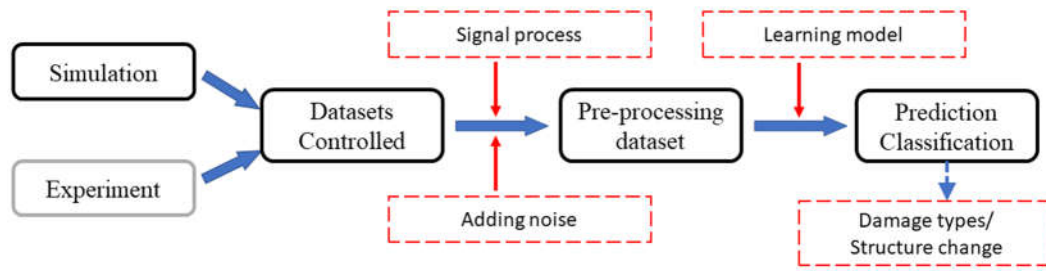 Signal process
Learning model
Simulation
Datasets
Controlled
Pre-processing
dataset
Prediction
Classification
Experiment
Adding noise
Damage types/
Structure change